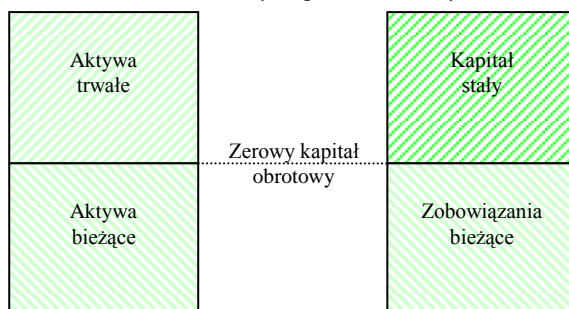 Aktywa
trwałe
Kapitał
stały
Zerowy kapitał
obrotowy
Aktywa
bieżące
Zobowiązania
bieżące